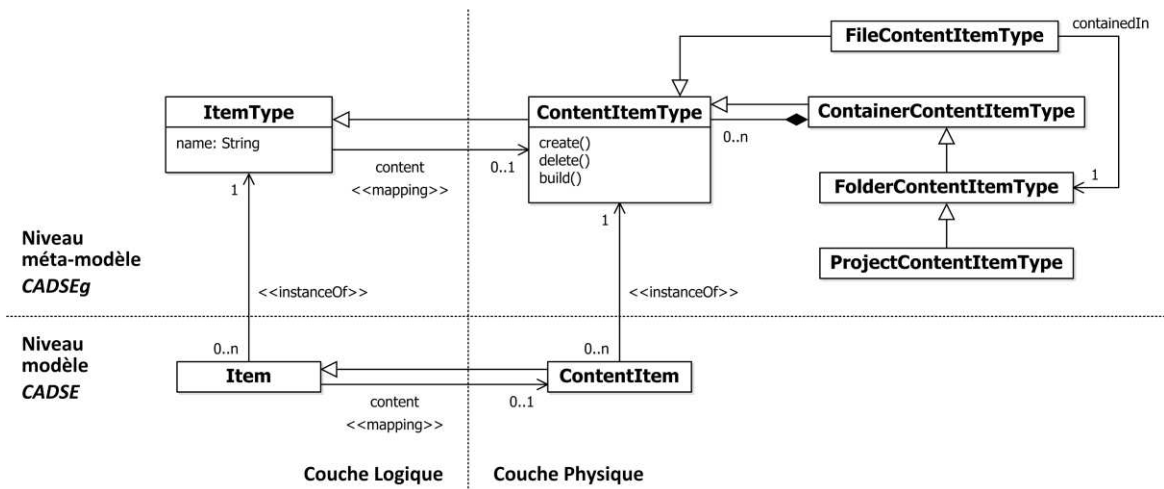 FileContentItemType
containedIn
ItemType
name: String
ContentItemType
create()
delete()
build()
ContainerContentItemType
0..n
content
<<mapping>>
0..1
1
1
FolderContentItemType
1
ProjectContentItemType
Niveau
méta-modèle
CADSEg
<<instanceOf>>
<<instanceOf>>
Niveau
modèle
CADSE
0..n
0..n
Item
ContentItem
content
<<mapping>>
0..1
Couche Logique
Couche Physique